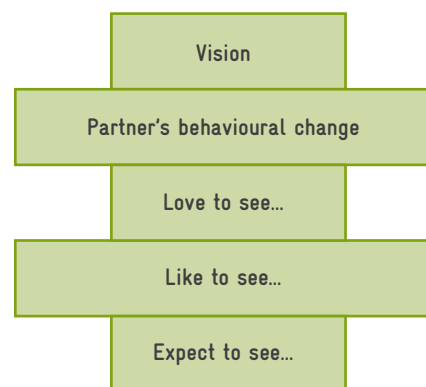 Vision
Partner's behavioural change
Love to see...
Like to see...
Expect to see...